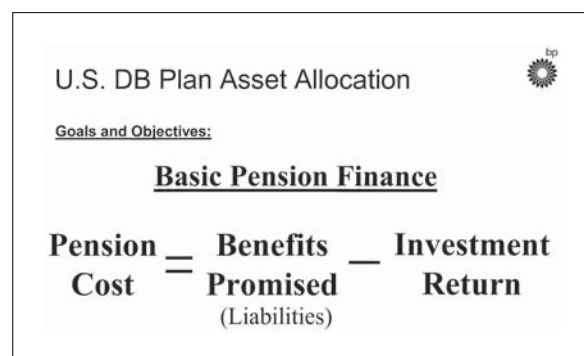 bp
U.S. DB Plan Asset Allocation
Goals and Objectives:
Basic Pension Finance
Pension Cost = Benefits Promised (Liabilities) − Investment Return